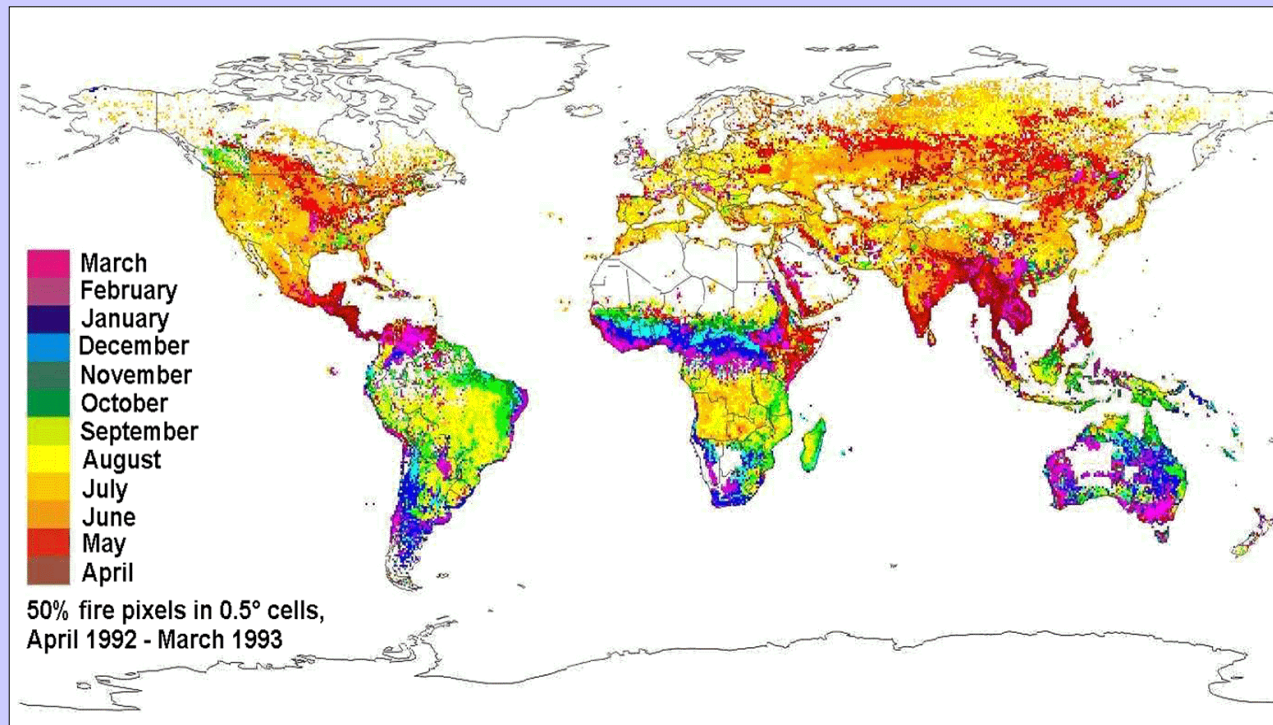 March
February
January
December
November
October
September
August
July
June
May
April
50% fire pixels in 0.5° cells,
April 1992 - March 1993